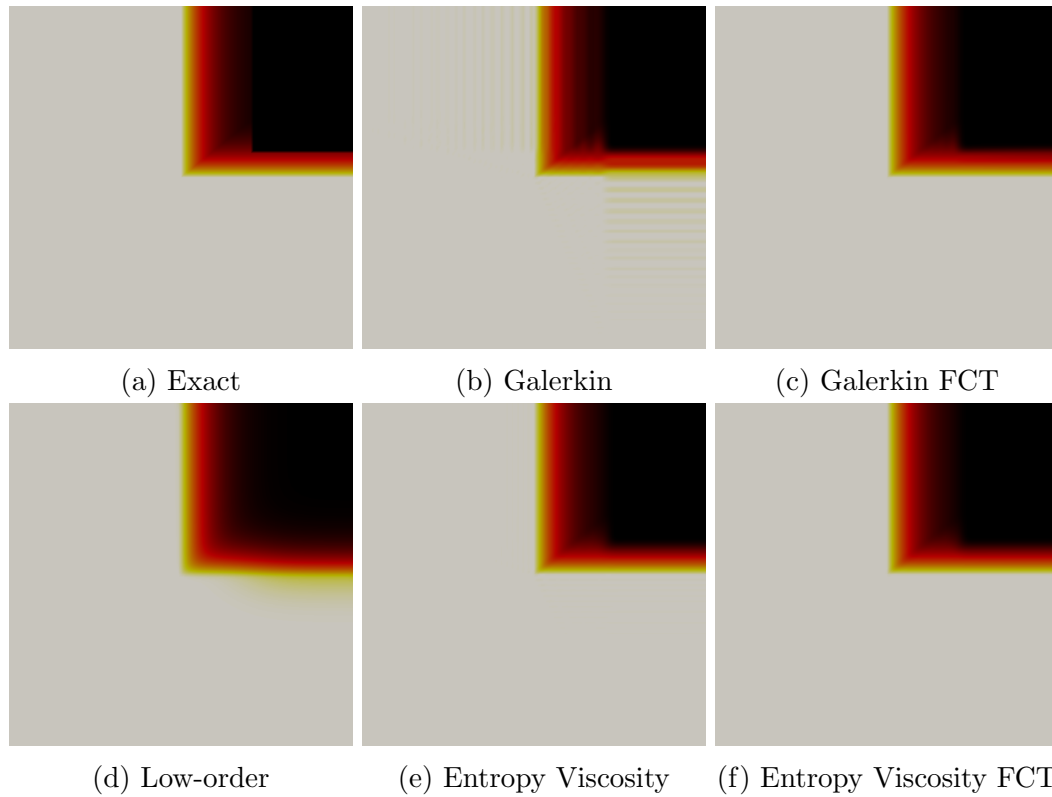 (a) Exact
(b) Galerkin
(c) Galerkin FCT
(d) Low-order
(e) Entropy Viscosity
(f) Entropy Viscosity FCT